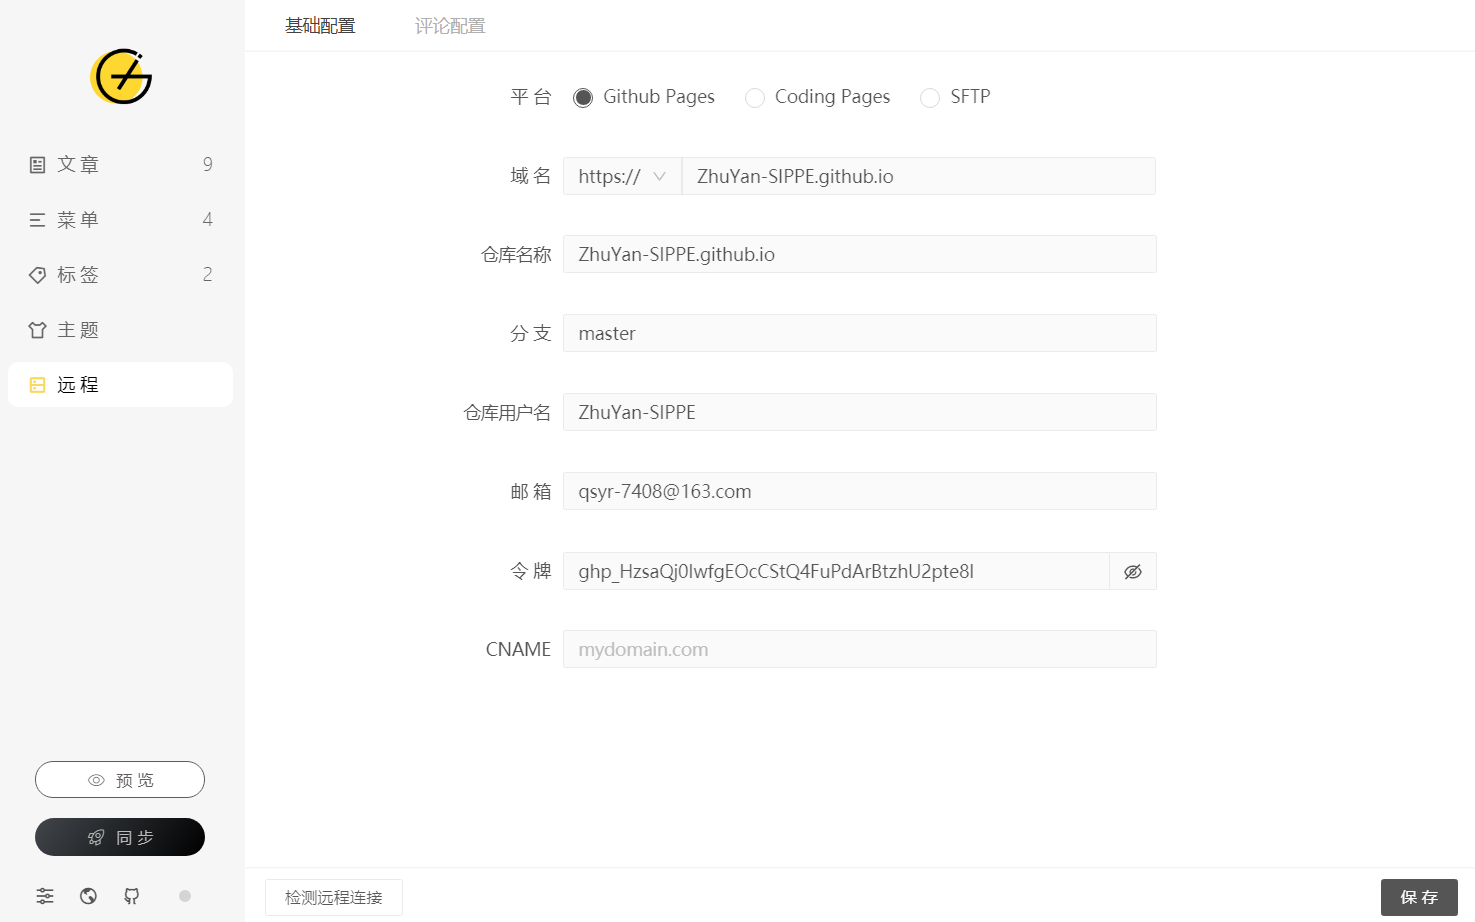 基础配置 评论配置
平台 Github Pages Coding Pages SFTP
文章 9
域名 https:// ZhuYan-SIPPE.github.io
菜单 4
仓库名称 ZhuYan-SIPPE.github.io
标签 2
主题
分支 master
远程
仓库用户名 ZhuYan-SIPPE
邮箱 qsyr-7408@163.com
令牌 ghp_HzsaQj0lwfgEOcCStQ4FuPdArBtzhU2pte8l
CNAME mydomain.com
预览
同步
检测远程连接 保存